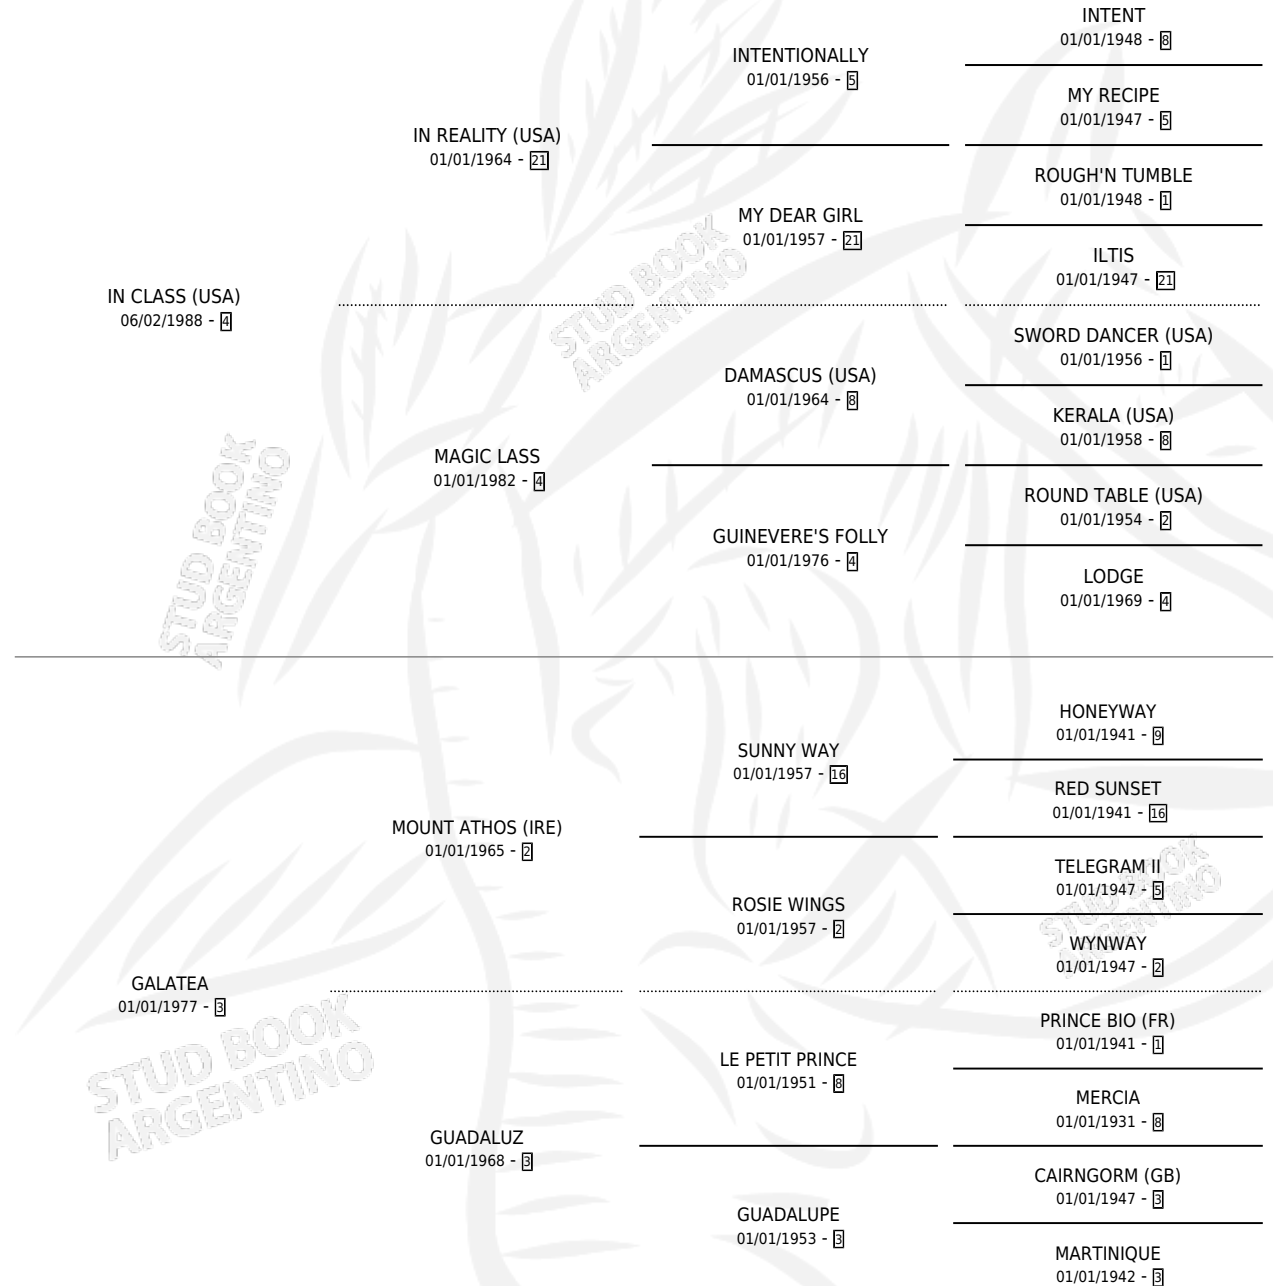 INTENT
01/01/1948 - 8
INTENTIONALLY
01/01/1956 - 5
MY RECIPE
01/01/1947 - 5
IN REALITY (USA)
01/01/1964 - 21
ROUGH'N TUMBLE
01/01/1948 - 1
MY DEAR GIRL
01/01/1957 - 21
ILTIS
01/01/1947 - 21
IN CLASS (USA)
06/02/1988 - 4
SWORD DANCER (USA)
01/01/1956 - 1
DAMASCUS (USA)
01/01/1964 - 8
KERALA (USA)
01/01/1958 - 8
MAGIC LASS
01/01/1982 - 4
ROUND TABLE (USA)
01/01/1954 - 2
GUINEVERE'S FOLLY
01/01/1976 - 4
LODGE
01/01/1969 - 4
HONEYWAY
01/01/1941 - 9
SUNNY WAY
01/01/1957 - 16
RED SUNSET
01/01/1941 - 16
MOUNT ATHOS (IRE)
01/01/1965 - 2
TELEGRAM II
01/01/1947 - 5
ROSIE WINGS
01/01/1957 - 2
WYNWAY
01/01/1947 - 2
GALATEA
01/01/1977 - 3
PRINCE BIO (FR)
01/01/1941 - 1
LE PETIT PRINCE
01/01/1951 - 8
MERCIA
01/01/1931 - 8
GUADALUZ
01/01/1968 - 3
CAIRNGORM (GB)
01/01/1947 - 3
GUADALUPE
01/01/1953 - 3
MARTINIQUE
01/01/1942 - 3
STUD BOOK
ARGENTINO
STUD BOOK
ARGENTINO
STUD BOOK
ARGENTINO
STUD BOOK
ARGENTINO